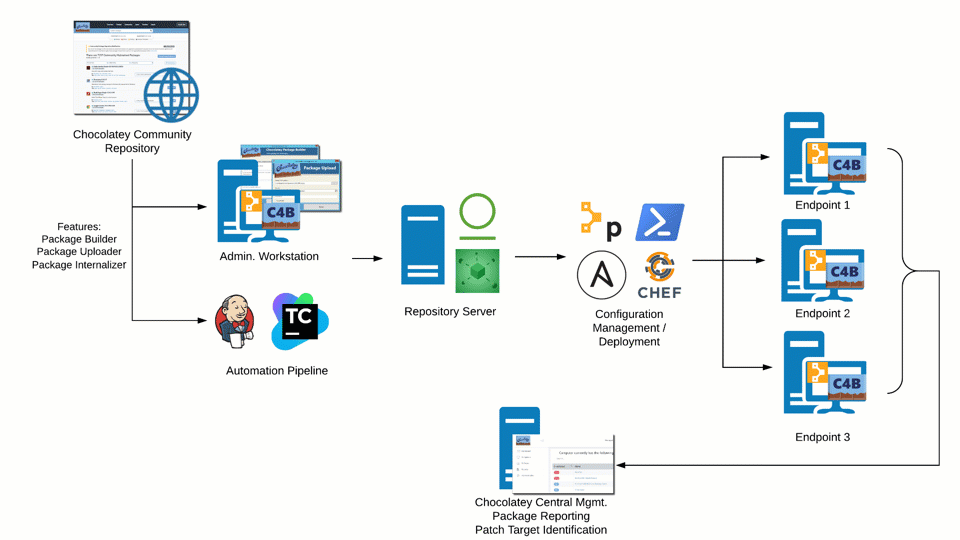 Chocolatey Community
Repository
Features:
Package Builder
Package Uploader
Package Internalizer
Chocolatey Package Builder
Package Upload
C4B
Admin. Workstation
TC
Automation Pipeline
Repository Server
p
A
CHEF
Configuration
Management /
Deployment
C4B
Endpoint 1
C4B
Endpoint 2
C4B
Endpoint 3
Chocolatey Central Mgmt.
Package Reporting
Patch Target Identification